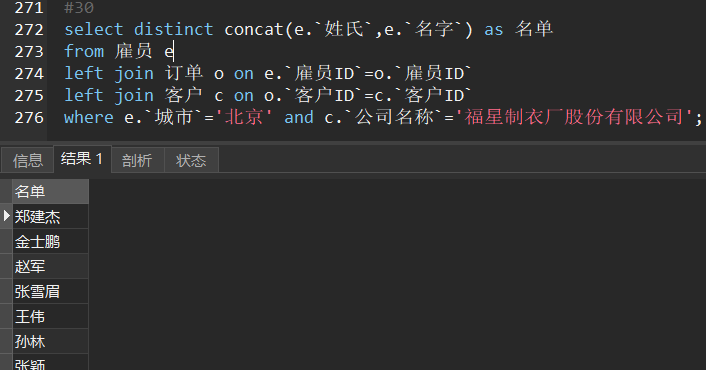 271 #30
272 select distinct concat(e.`姓氏`,e.`名字`) as 名单
273 from 雇员 e
274 left join 订单 o on e.`雇员ID`=o.`雇员ID`
275 left join 客户 c on o.`客户ID`=c.`客户ID`
276 where e.`城市`='北京' and c.`公司名称`='福星制衣厂股份有限公司';
信息 结果 1 剖析 状态
名单
郑建杰
金士鹏
赵军
张雪眉
王伟
孙林
张颖